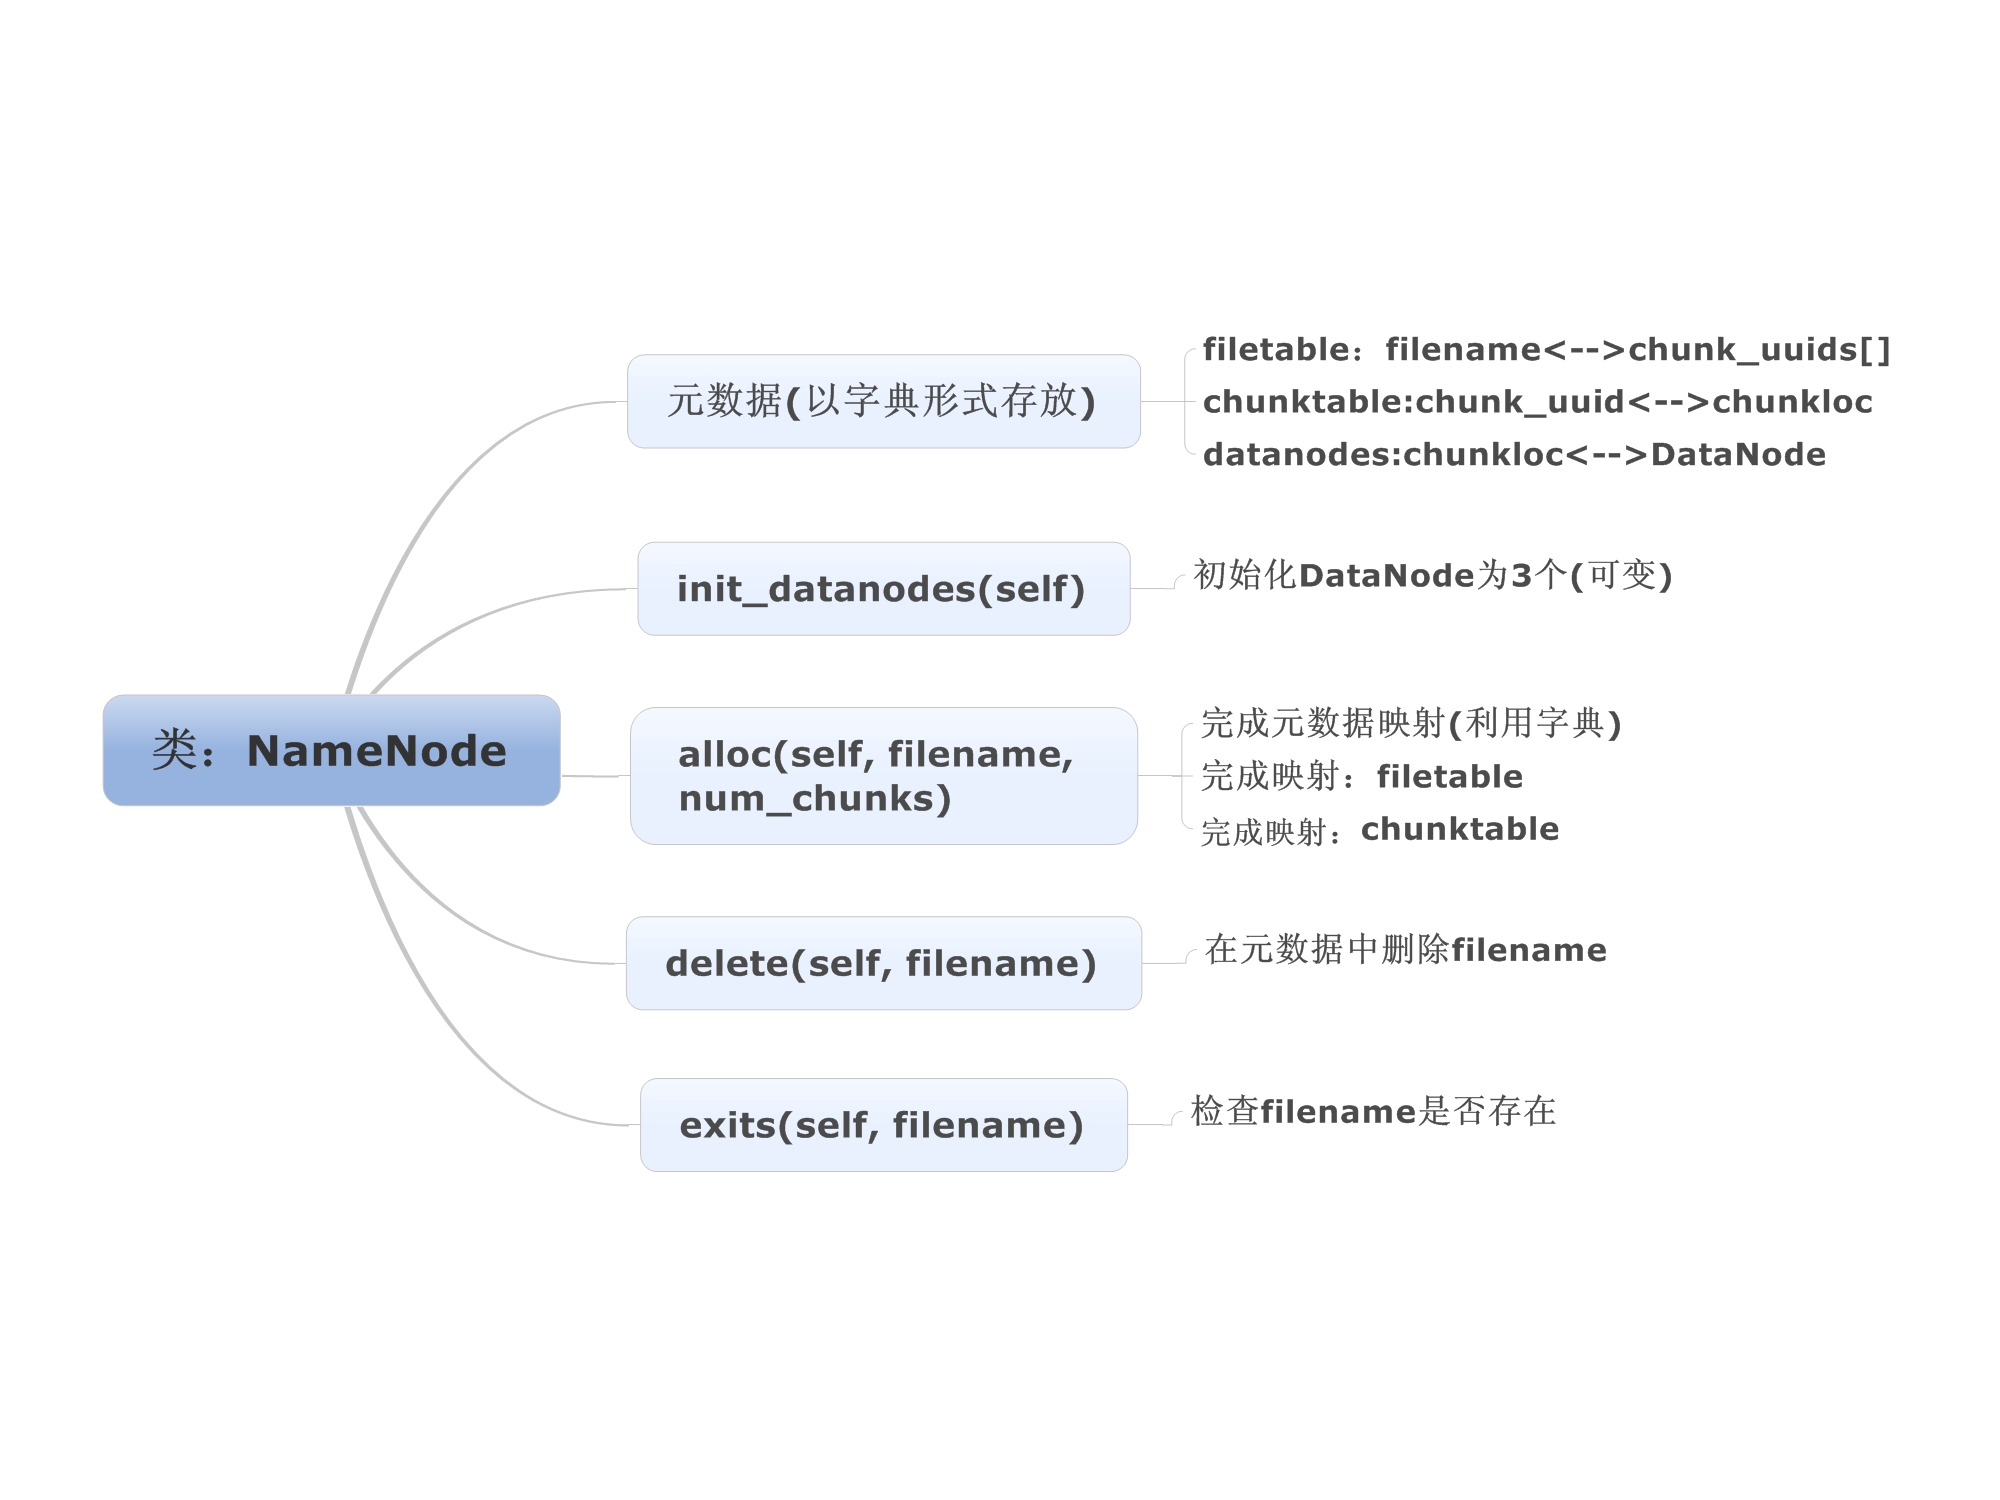 类：NameNode
元数据(以字典形式存放)
filetable：filename<-->chunk_uuids[]
chunktable:chunk_uuid<-->chunkloc
datanodes:chunkloc<-->DataNode
init_datanodes(self)
初始化DataNode为3个(可变)
alloc(self, filename,
num_chunks)
完成元数据映射(利用字典)
完成映射：filetable
完成映射：chunktable
delete(self, filename)
在元数据中删除filename
exits(self, filename)
检查filename是否存在